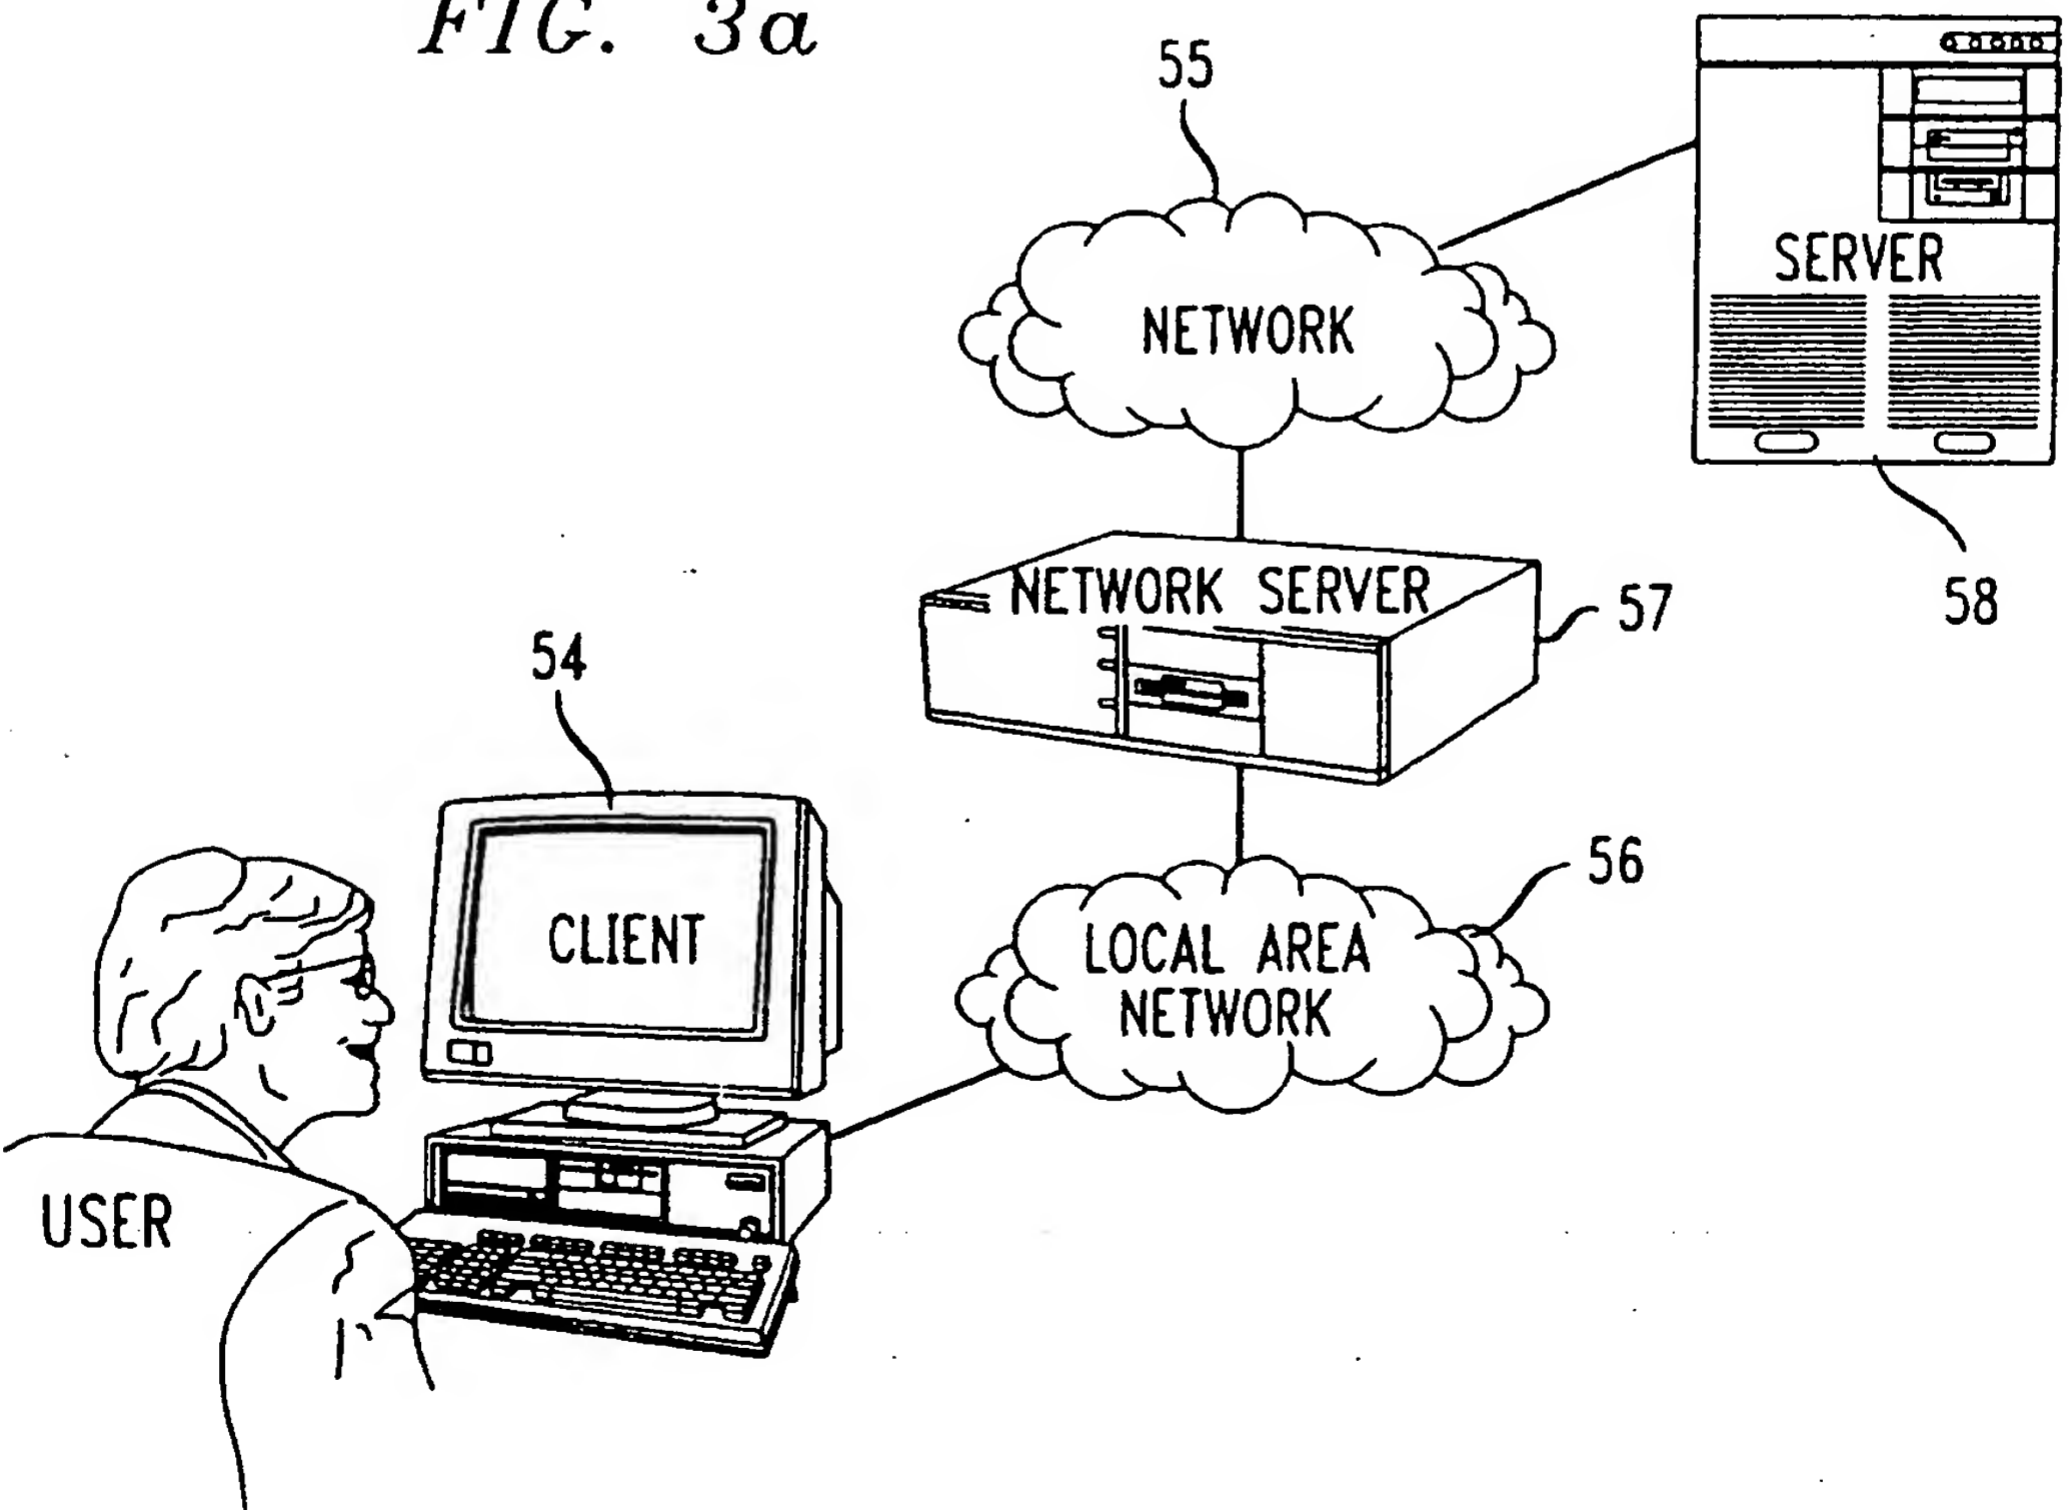 FIG. 3a
55
SERVER
NETWORK
58
NETWORK SERVER
57
54
56
CLIENT
LOCAL AREA
NETWORK
USER